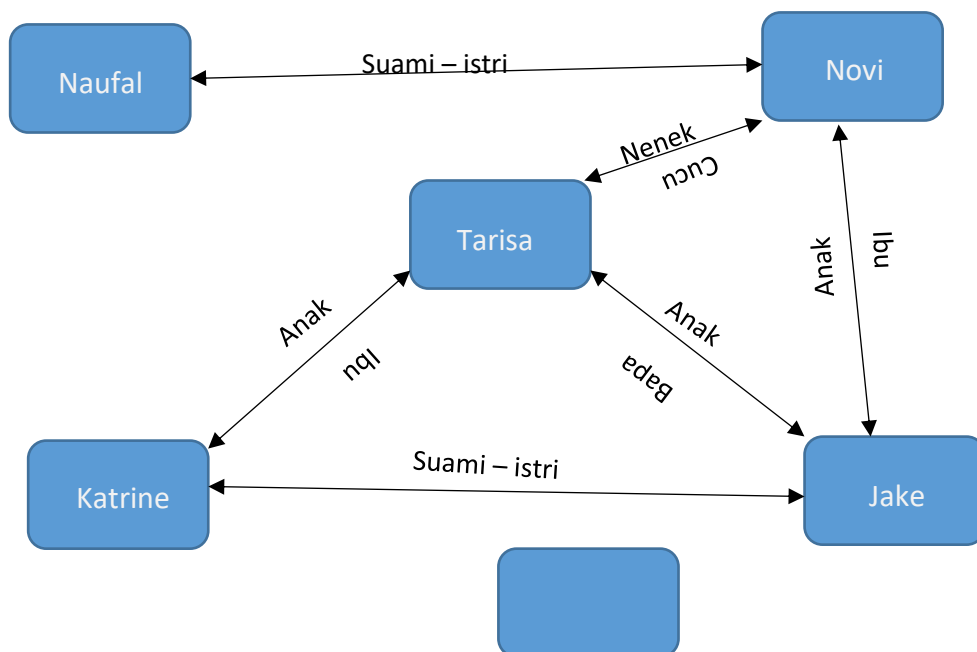 Naufal
Suami – istri
Novi
Nenek
Cucu
Tarisa
Anak
Ibu
Anak
Ibu
Anak
Bapa
Suami – istri
Katrine
Jake